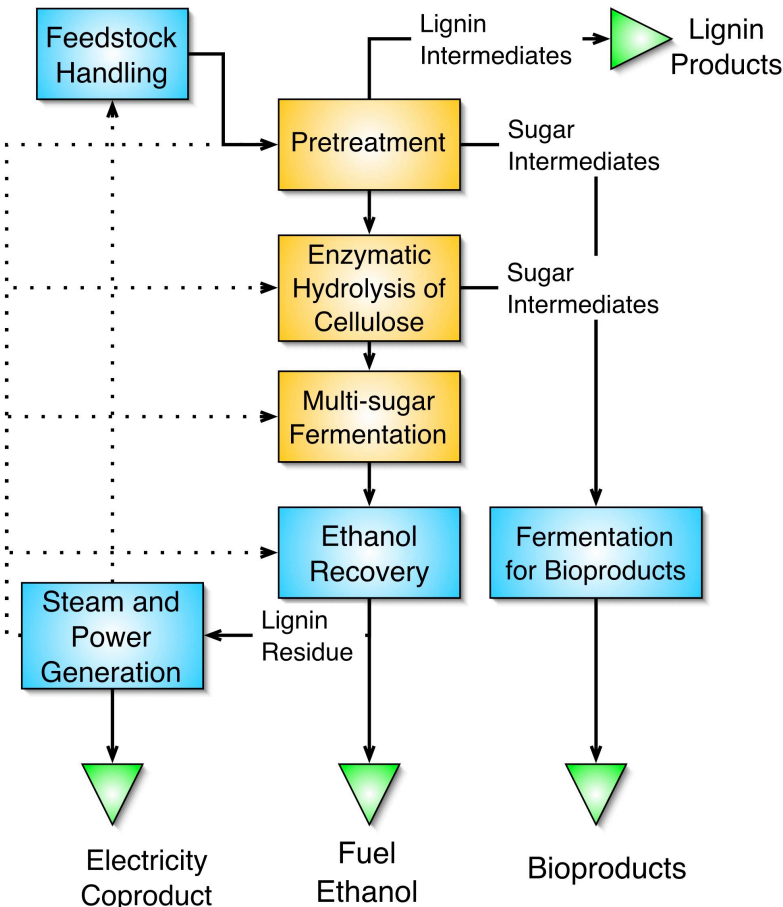 Feedstock
Handling
Lignin
Intermediates
Lignin
Products
Pretreatment
Sugar
Intermediates
Enzymatic
Hydrolysis of
Cellulose
Sugar
Intermediates
Multi-sugar
Fermentation
Ethanol
Recovery
Fermentation
for Bioproducts
Steam and
Power
Generation
Lignin
Residue
Electricity
Coproduct
Fuel
Ethanol
Bioproducts